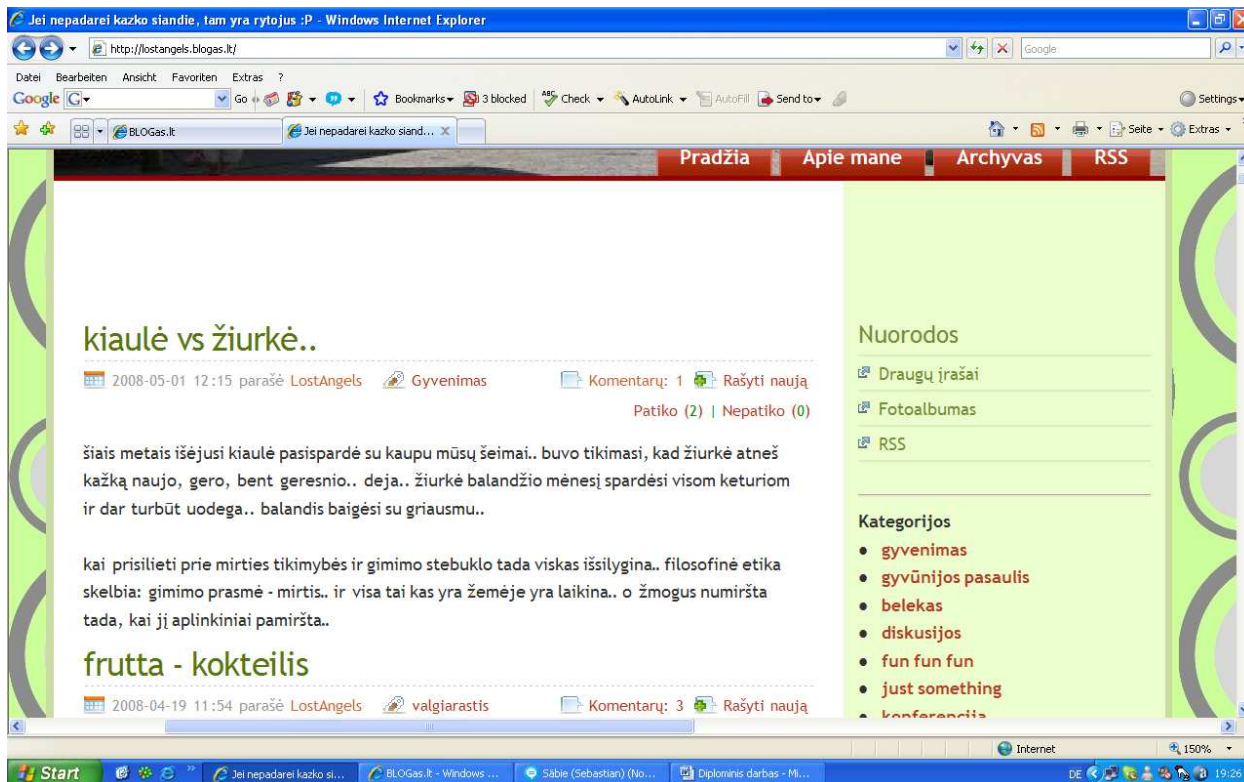 Jei nepadarei kazko siandie, tam yra rytojus :P - Windows Internet Explorer
http://lostangels.blogas.lt/
Google
Datei Bearbeiten Ansicht Favoriten Extras ?
Google G Go Bookmarks 3 blocked ABC Check AutoLink AutoFill Send to Settings
BLOGas.lt Jei nepadarei kazko siand... X Seite Extras
Pradžia Apie mane Archyvas RSS
kiaulė vs žiurkė..
2008-05-01 12:15 parašė LostAngels Gyvenimas Komentarų: 1 Rašyti naują
Patiko (2) | Nepatiko (0)
šiais metais išėjusi kiaulė pasispardė su kaupu mūsų šeimai.. buvo tikimasi, kad žiurkė atneš
kažką naujo, gero, bent geresnio.. deja.. žiurkė balandžio mėnesį spardėsi visom keturiom
ir dar turbūt uodega.. balandis baigėsi su griausmu..
kai prisilieti prie mirties tikimybės ir gimimo stebuklo tada viskas išsilygina.. filosofinė etika
skelbia: gimimo prasmė - mirtis.. ir visa tai kas yra žemėje yra laikina.. o žmogus numiršta
tada, kai jį aplinkiniai pamiršta..
frutta - kokteilis
2008-04-19 11:54 parašė LostAngels valgiarastis Komentarų: 3 Rašyti naują
Nuorodos
Draugų įrašai
Fotoalbumas
RSS
Kategorijos
gyvenimas
gyvūnijos pasaulis
belekas
diskusijos
fun fun fun
just something
konferencija
Internet 150%
Start Jei nepadarei kazko si... BLOGas.lt - Windows ... Säbie (Sebastian) (No... Diplominis darbas - Mi... DE 19:26